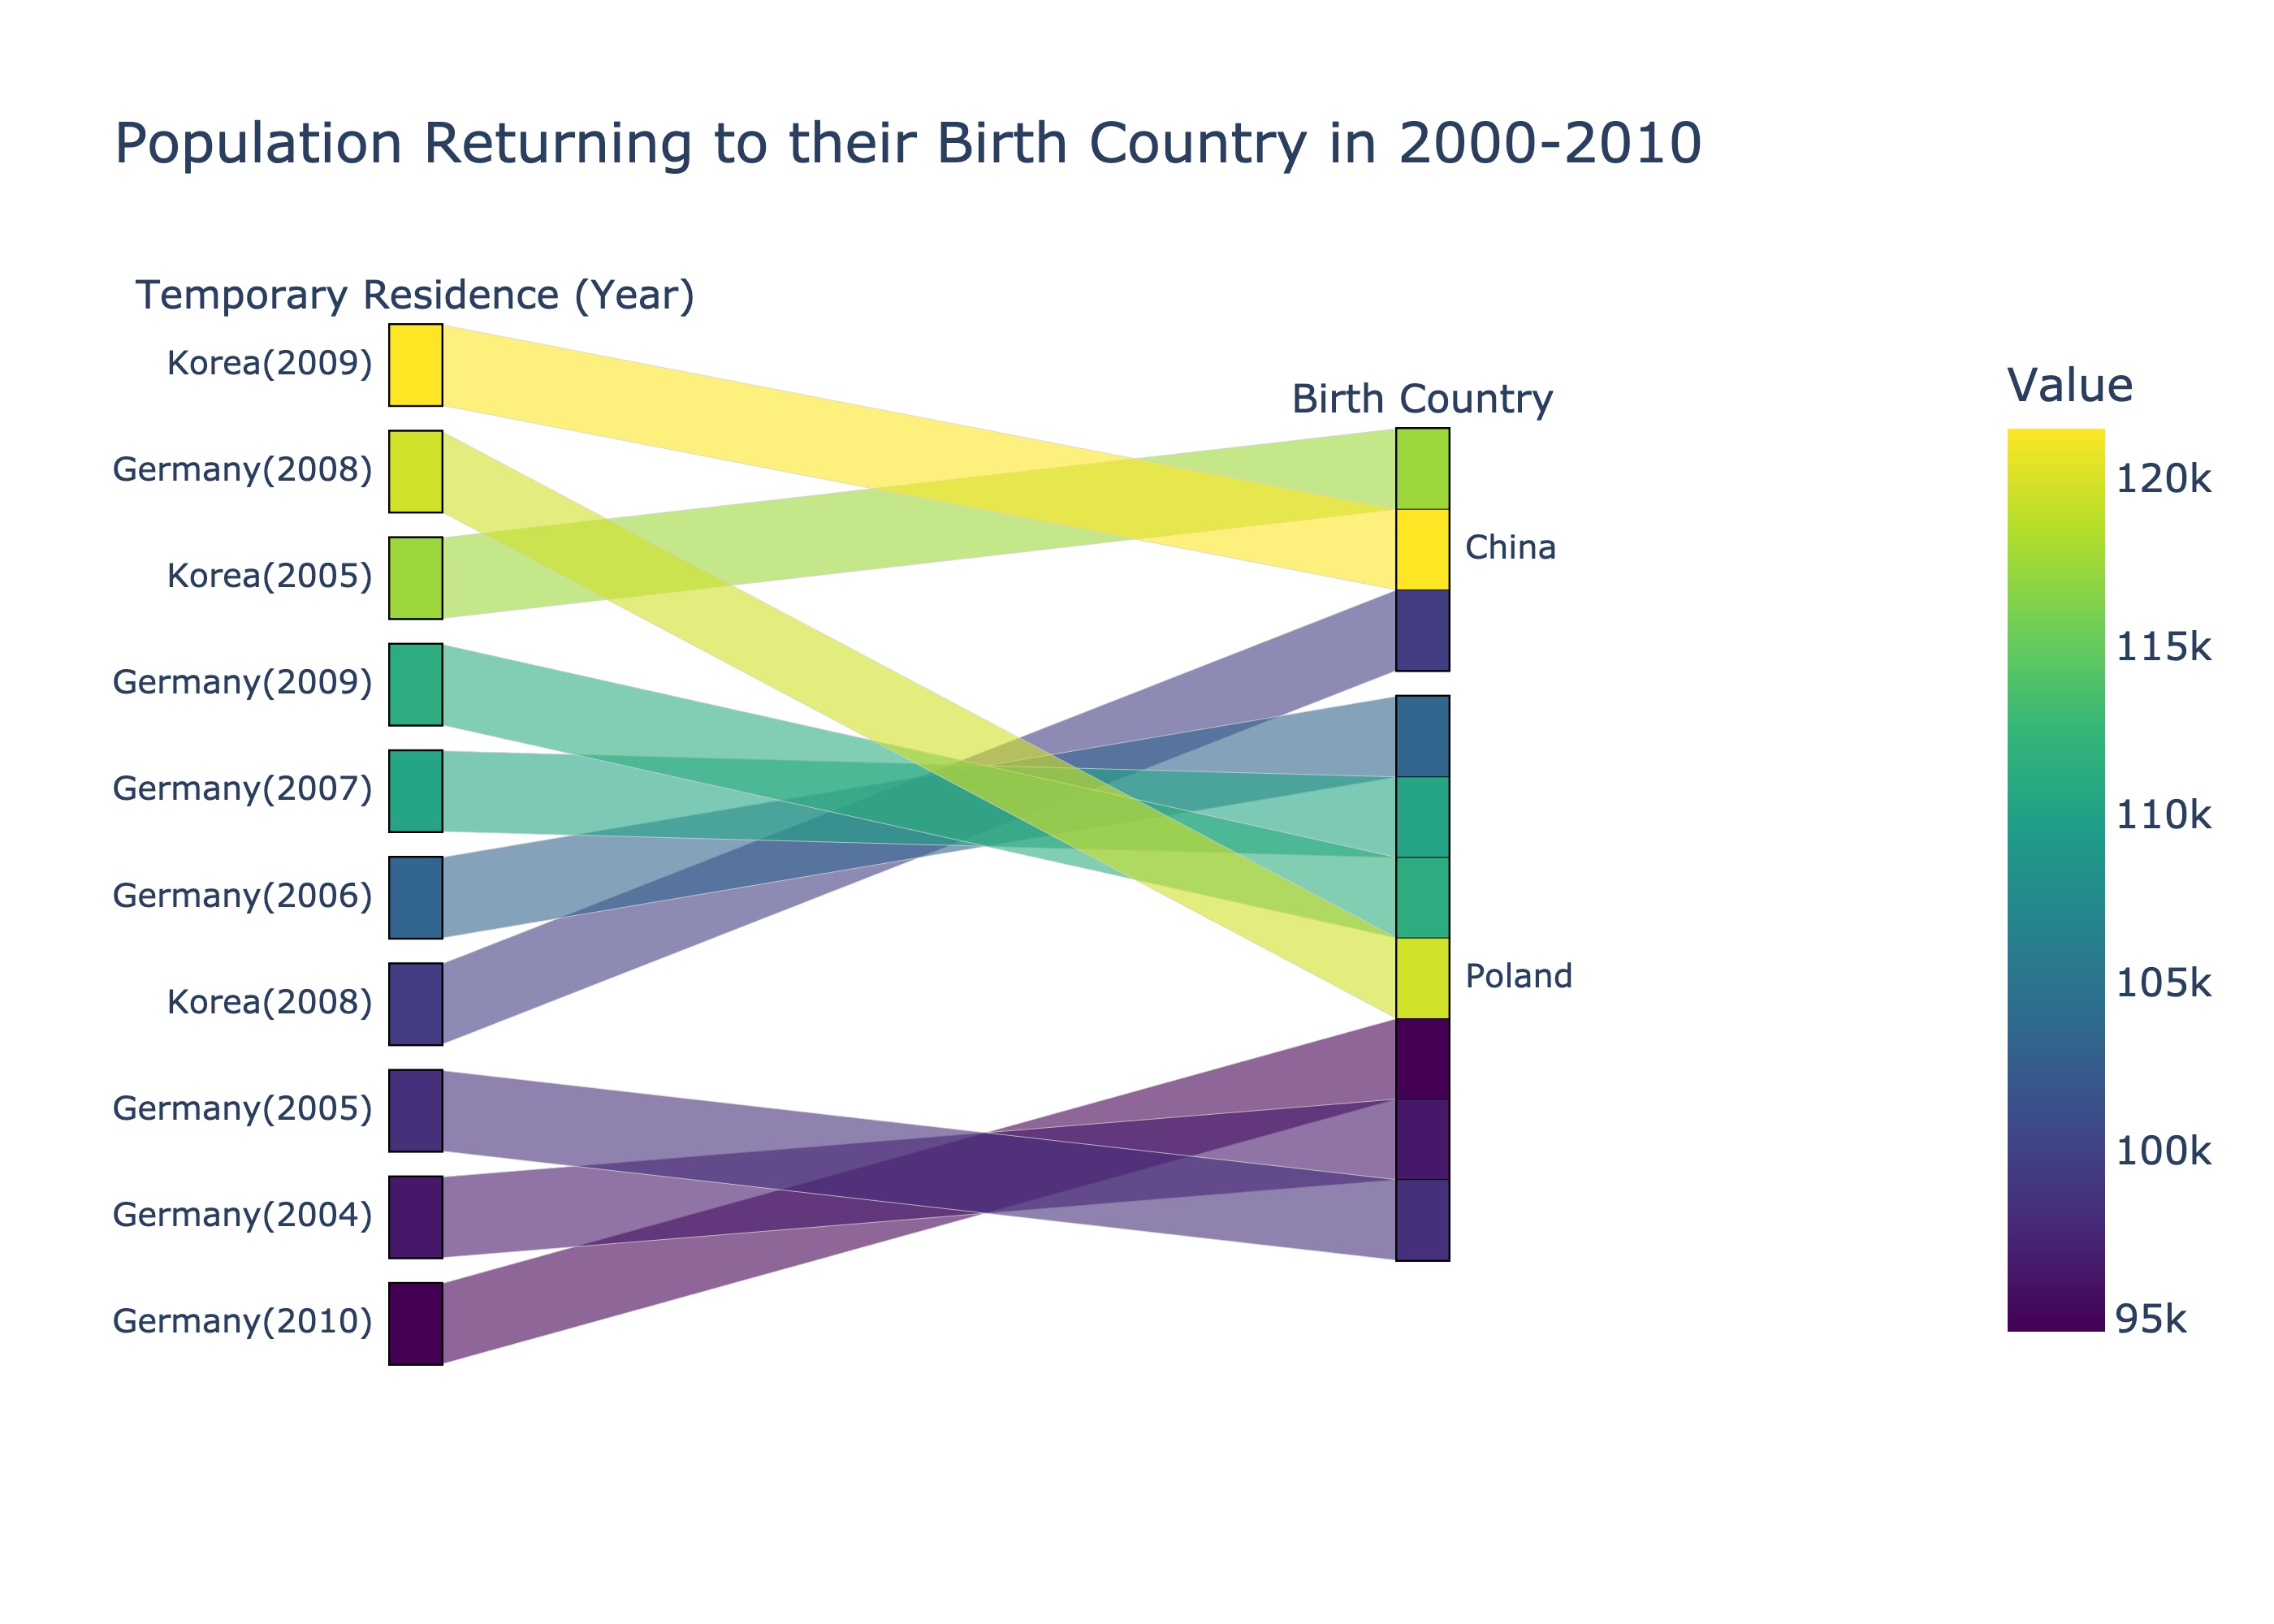 Population Returning to their Birth Country in 2000-2010
Temporary Residence (Year)
Korea(2009)
Germany(2008)
Korea(2005)
Germany(2009)
Germany(2007)
Germany(2006)
Korea(2008)
Germany(2005)
Germany(2004)
Germany(2010)
Birth Country
China
Poland
Value
120k
115k
110k
105k
100k
95k